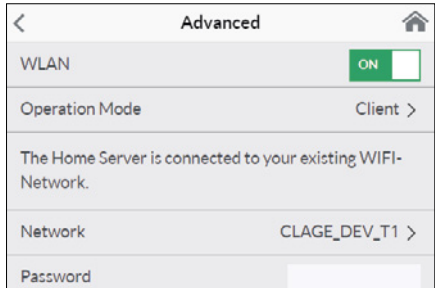 Advanced
WLAN ON
Operation Mode Client >
The Home Server is connected to your existing WIFI-
Network.
Network CLAGE_DEV_T1 >
Password